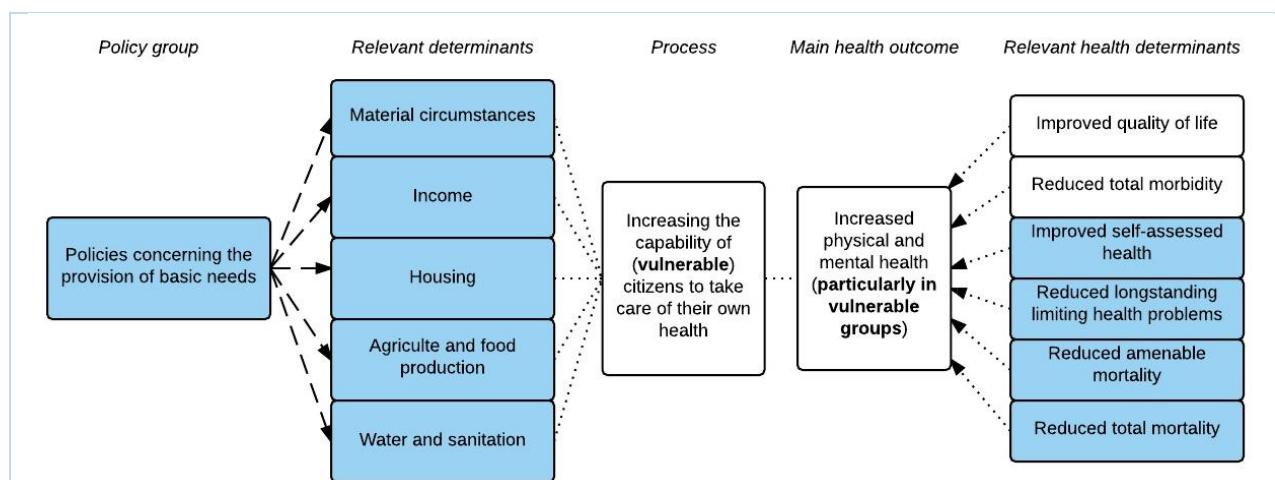 Policy group
Relevant determinants
Process
Main health outcome
Relevant health determinants
Policies concerning the
provision of basic needs
Material circumstances
Income
Housing
Agriculte and food
production
Water and sanitation
Increasing the
capability of
(vulnerable)
citizens to take
care of their own
health
Increased
physical and
mental health
(particularly in
vulnerable
groups)
Improved quality of life
Reduced total morbidity
Improved self-assessed
health
Reduced longstanding
limiting health problems
Reduced amenable
mortality
Reduced total mortality